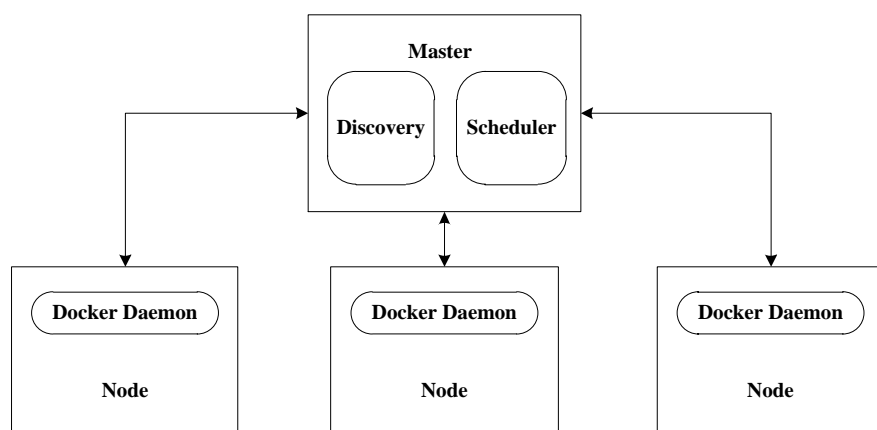 Master
Discovery
Scheduler
Docker Daemon
Docker Daemon
Docker Daemon
Node
Node
Node